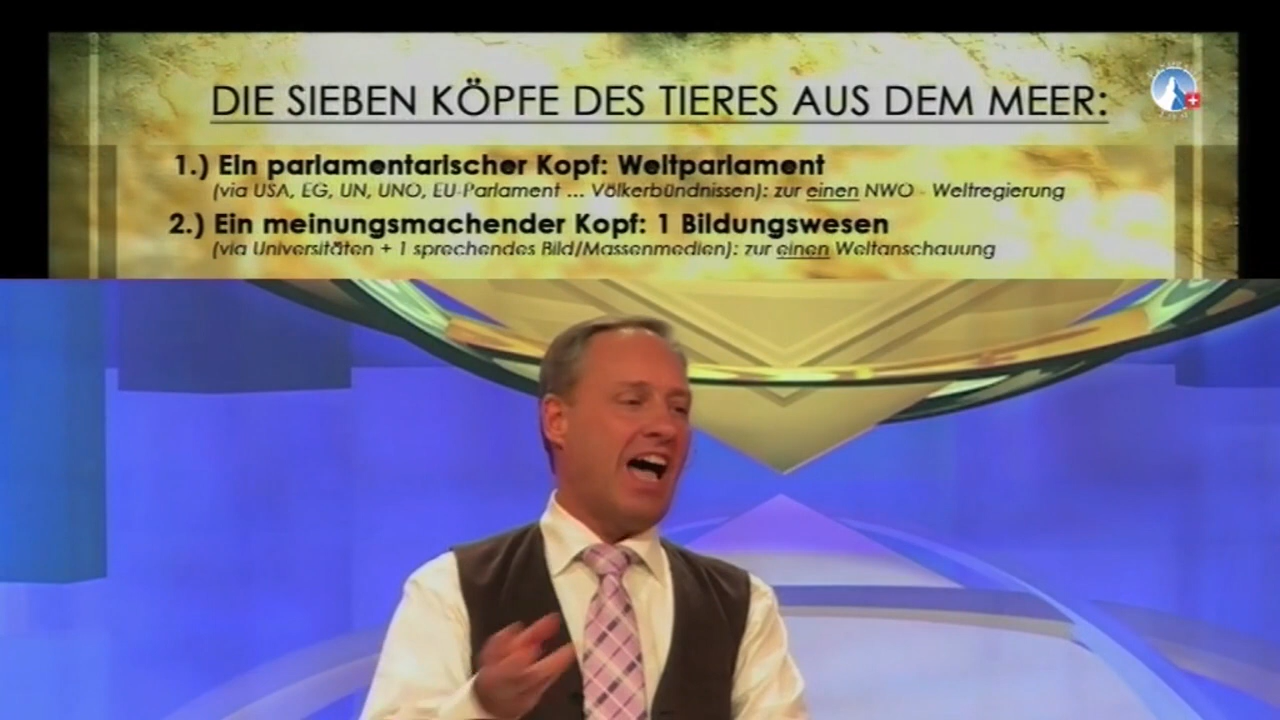 DIE SIEBEN KÖPFE DES TIERES AUS DEM MEER:
1.) Ein parlamentarischer Kopf: Weltparlament
(via USA, EG, UN, UNO, EU-Parlament ... Völkerbündnissen): zur einen NWO - Weltregierung
2.) Ein meinungsmachender Kopf: 1 Bildungswesen
(via Universitäten + 1 sprechendes Bild/Massenmedien): zur einen Weltanschauung